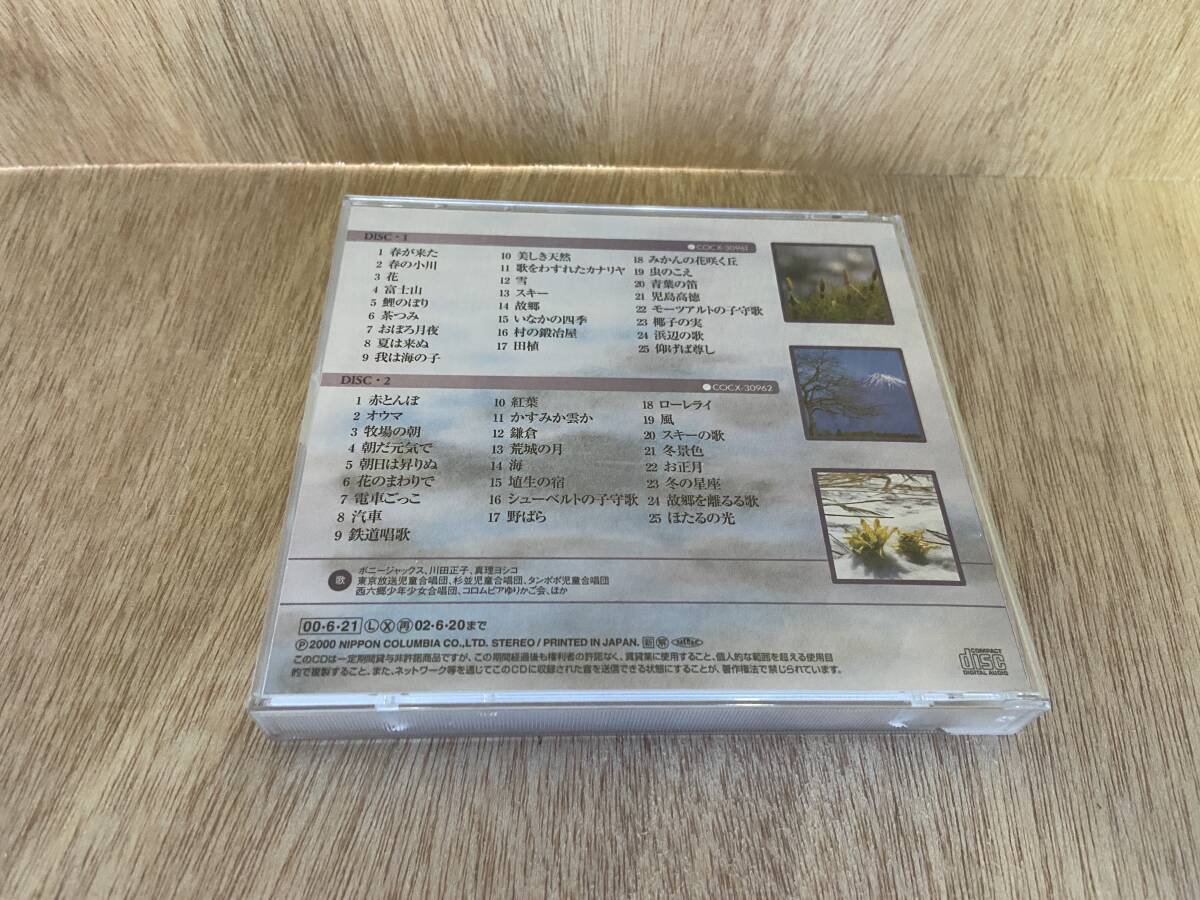 DISC・1
COCX-30961
1 春が来た
2 春の小川
3 花
4 富士山
5 鯉のぼり
6 茶つみ
7 おぼろ月夜
8 夏は来ぬ
9 我は海の子
10 美しき天然
11 歌をわすれたカナリヤ
12 雪
13 スキー
14 故郷
15 いなかの四季
16 村の鍛冶屋
17 田植
18 みかんの花咲く丘
19 虫のこえ
20 青葉の笛
21 児島高徳
22 モーツアルトの子守歌
23 椰子の実
24 浜辺の歌
25 仰げば尊し
DISC・2
COCX-30962
1 赤とんぼ
2 オウマ
3 牧場の朝
4 朝だ元気で
5 朝日は昇りぬ
6 花のまわりで
7 電車ごっこ
8 汽車
9 鉄道唱歌
10 紅葉
11 かすみか雲か
12 鎌倉
13 荒城の月
14 海
15 埴生の宿
16 シューベルトの子守歌
17 野ばら
18 ローレライ
19 風
20 スキーの歌
21 冬景色
22 お正月
23 冬の星座
24 故郷を離るる歌
25 ほたるの光
歌
ボニージャックス、川田正子、真理ヨシコ
東京放送児童合唱団、杉並児童合唱団、タンポポ児童合唱団
西六郷少年少女合唱団、コロムビアゆりかご会、ほか
00・6・21 Ⓛ Ⓧ 再 02・6・20まで
Ⓟ2000 NIPPON COLUMBIA CO., LTD. STEREO / PRINTED IN JAPAN.
このCDは一定期間貸与非許諾商品ですが、この期間経過後も権利者の許諾なく、賃貸業に使用すること、個人的な範囲を超える使用目
的で複製すること、また、ネットワーク等を通じてこのCDに収録された音を送信できる状態にすることが、著作権法で禁じられています。
COMPACT
disc
DIGITAL AUDIO